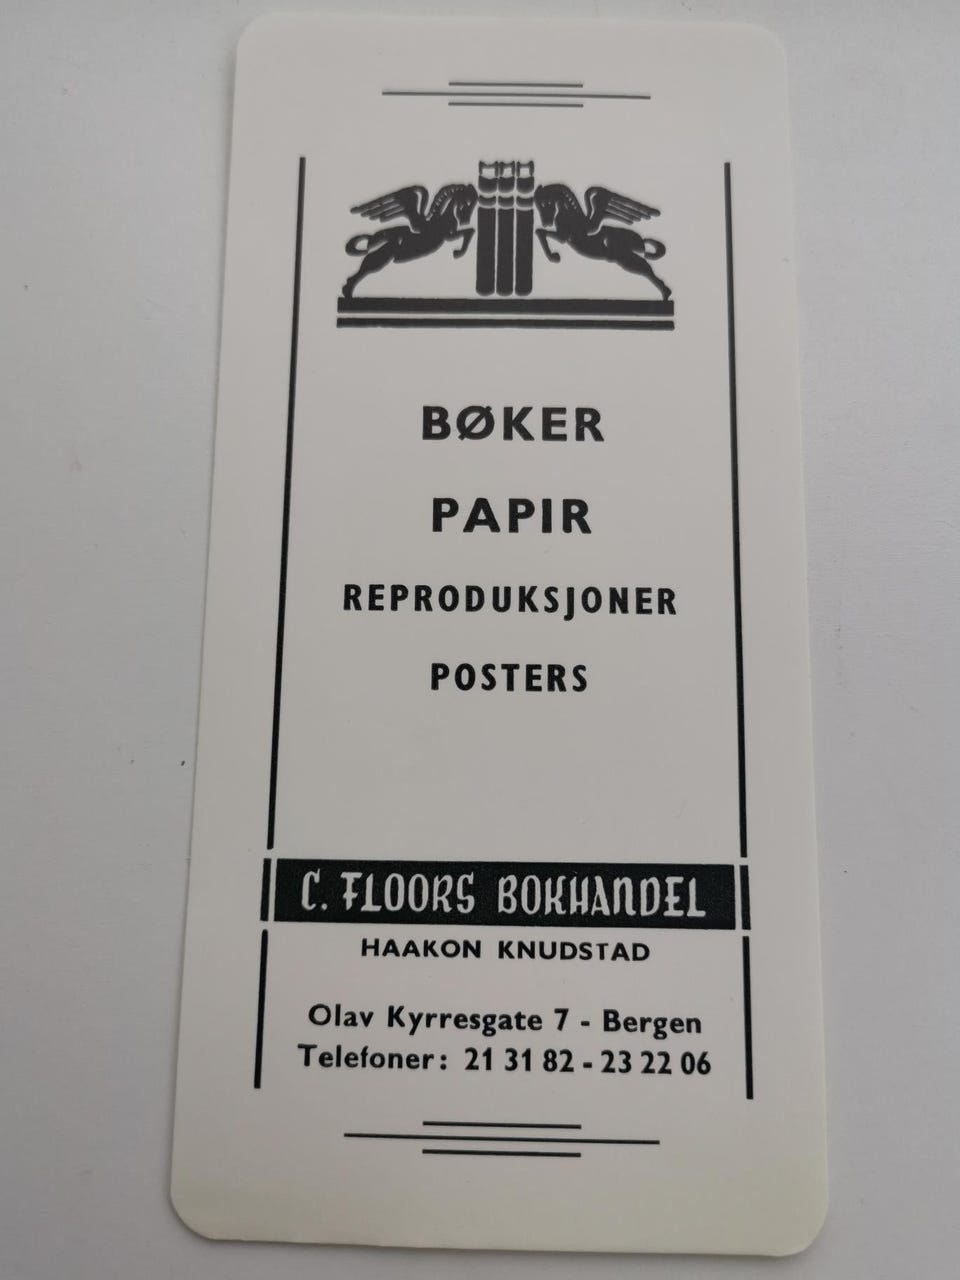 BØKER
PAPIR
REPRODUKSJONER
POSTERS
C. FLOORS BOKHANDEL
HAAKON KNUDSTAD
Olav Kyrresgate 7 - Bergen
Telefoner: 21 31 82 - 23 22 06